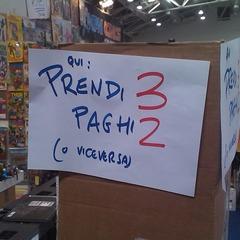 QUI:
PRENDI 3
PAGHI 2
(O VICEVERSA)